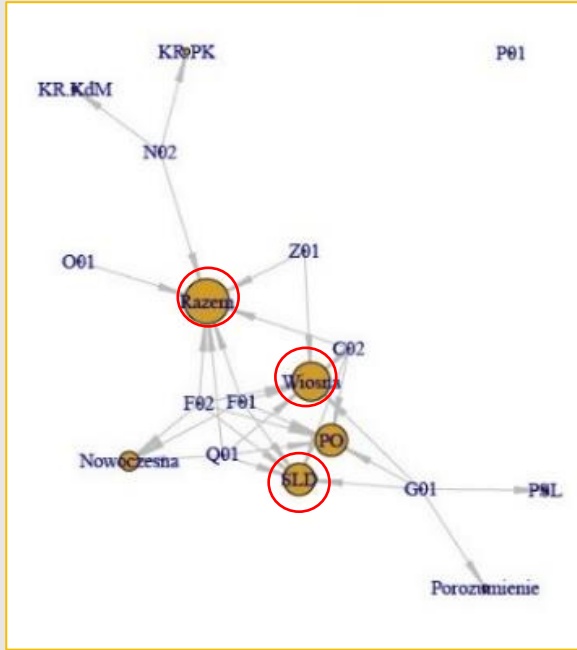 KR.PK
P01
KR.KdM
N02
Z01
O01
Razem
C02
Wiosna
F02
F01
PO
Nowoczesna
Q01
SLD
G01
PSL
Porozumienie